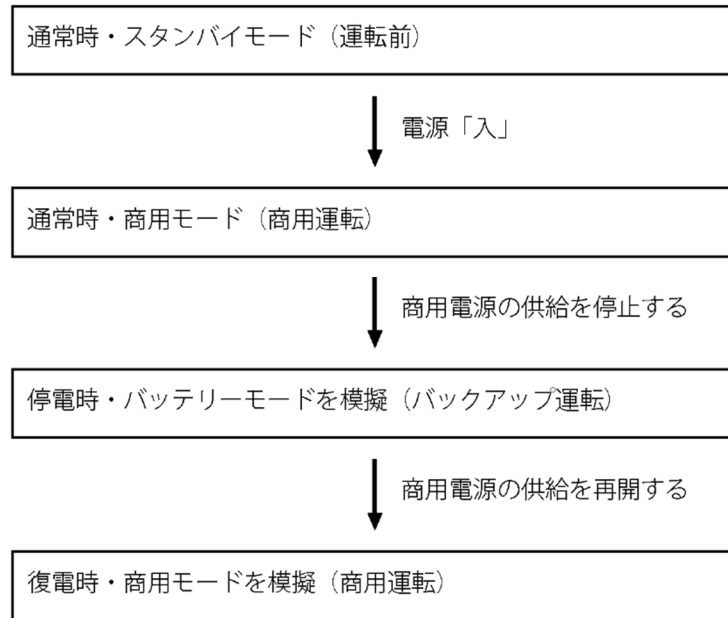 通常時・スタンバイモード（運転前）
電源「入」
通常時・商用モード（商用運転）
商用電源の供給を停止する
停電時・バッテリーモードを模擬（バックアップ運転）
商用電源の供給を再開する
復電時・商用モードを模擬（商用運転）